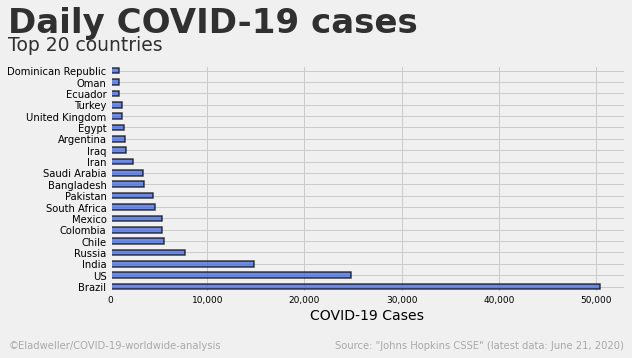 Daily COVID-19 cases
Top 20 countries
Dominican Republic
Oman
Ecuador
Turkey
United Kingdom
Egypt
Argentina
Iraq
Iran
Saudi Arabia
Bangladesh
Pakistan
South Africa
Mexico
Colombia
Chile
Russia
India
US
Brazil
0 10,000 20,000 30,000 40,000 50,000
COVID-19 Cases
©Eladweller/COVID-19-worldwide-analysis Source: "Johns Hopkins CSSE" (latest data: June 21, 2020)